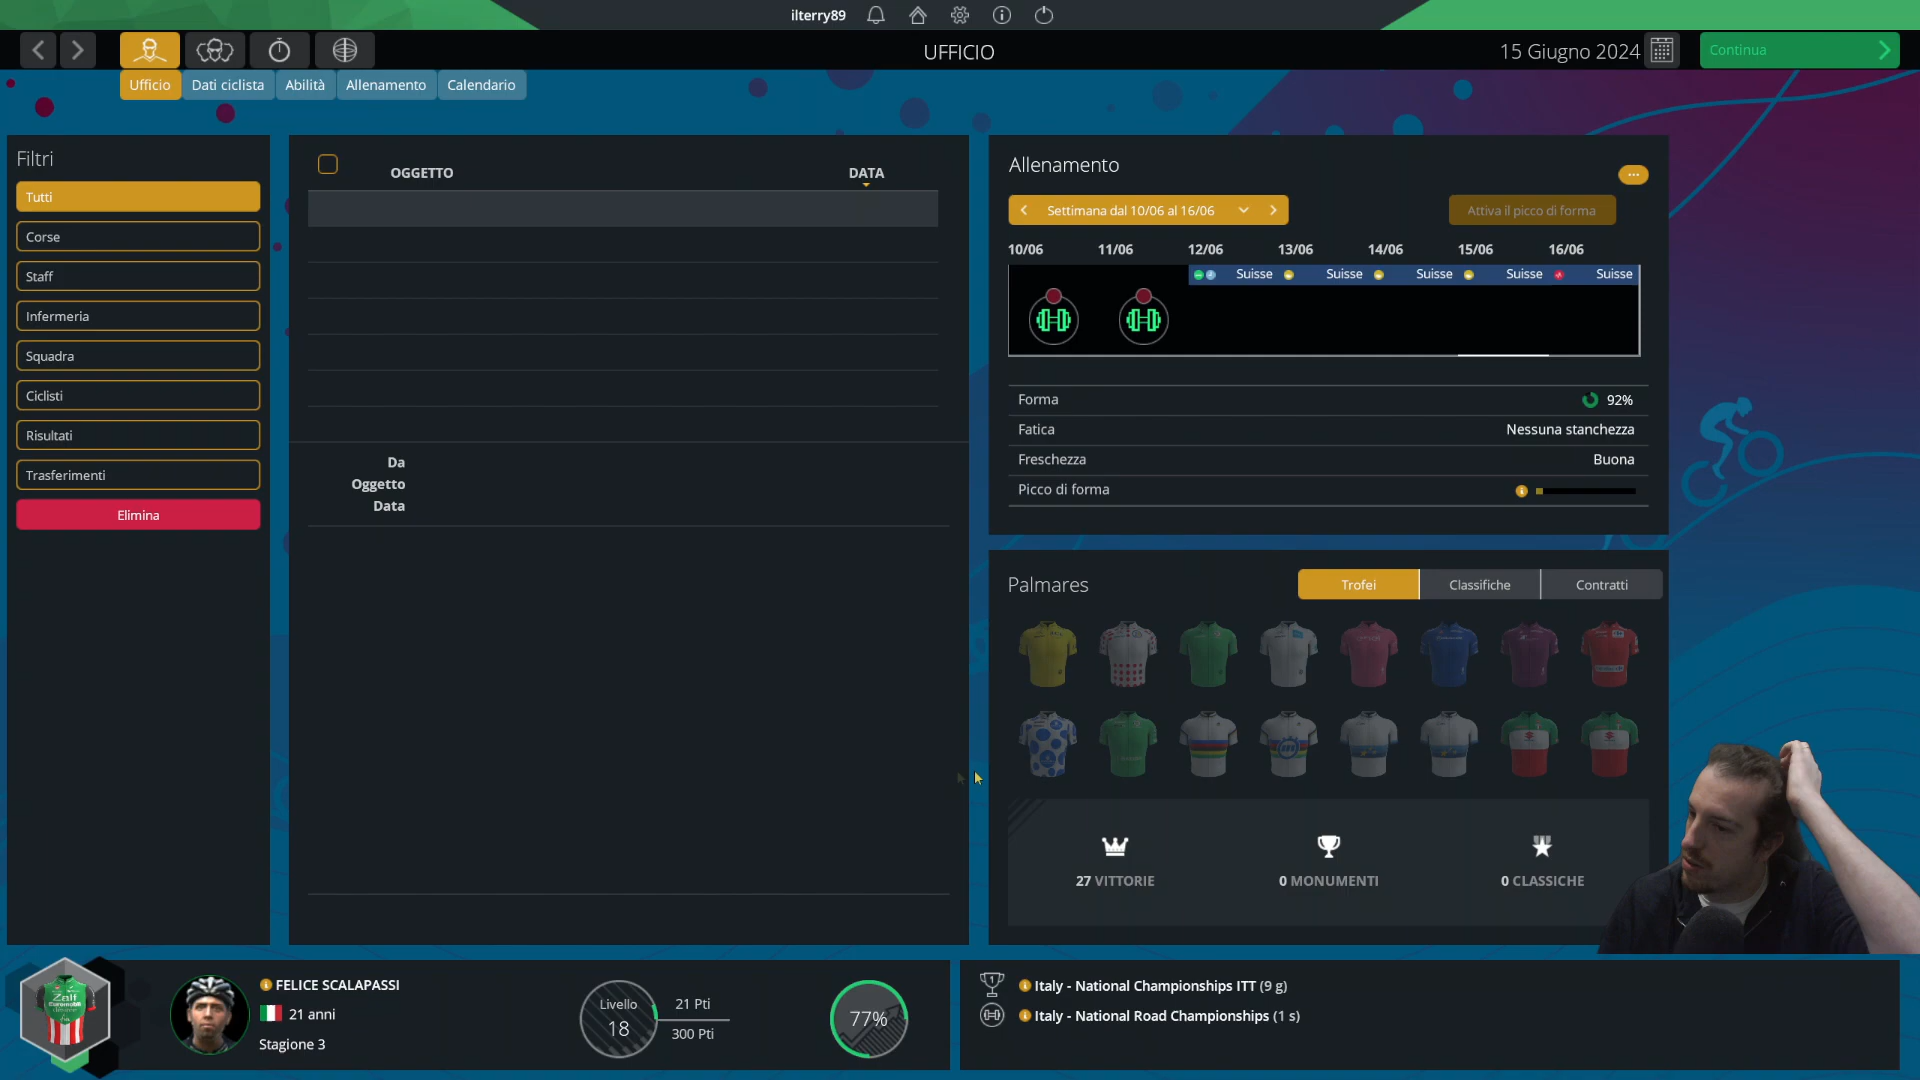 ilterry89
UFFICIO
15 Giugno 2024
Continua
Ufficio
Dati ciclista
Abilità
Allenamento
Calendario
Filtri
Tutti
Corse
Staff
Infermeria
Squadra
Ciclisti
Risultati
Trasferimenti
Elimina
OGGETTO
DATA
Da
Oggetto
Data
Allenamento
Settimana dal 10/06 al 16/06
Attiva il picco di forma
10/06 11/06 12/06 13/06 14/06 15/06 16/06
Suisse Suisse Suisse Suisse Suisse
Forma 92%
Fatica Nessuna stanchezza
Freschezza Buona
Picco di forma
Palmares
Trofei
Classifiche
Contratti
27 VITTORIE
0 MONUMENTI
0 CLASSICHE
Zalf
FELICE SCALAPASSI
21 anni
Stagione 3
Livello
18
21 Pti
300 Pti
77%
Italy - National Championships ITT (9 g)
Italy - National Road Championships (1 s)